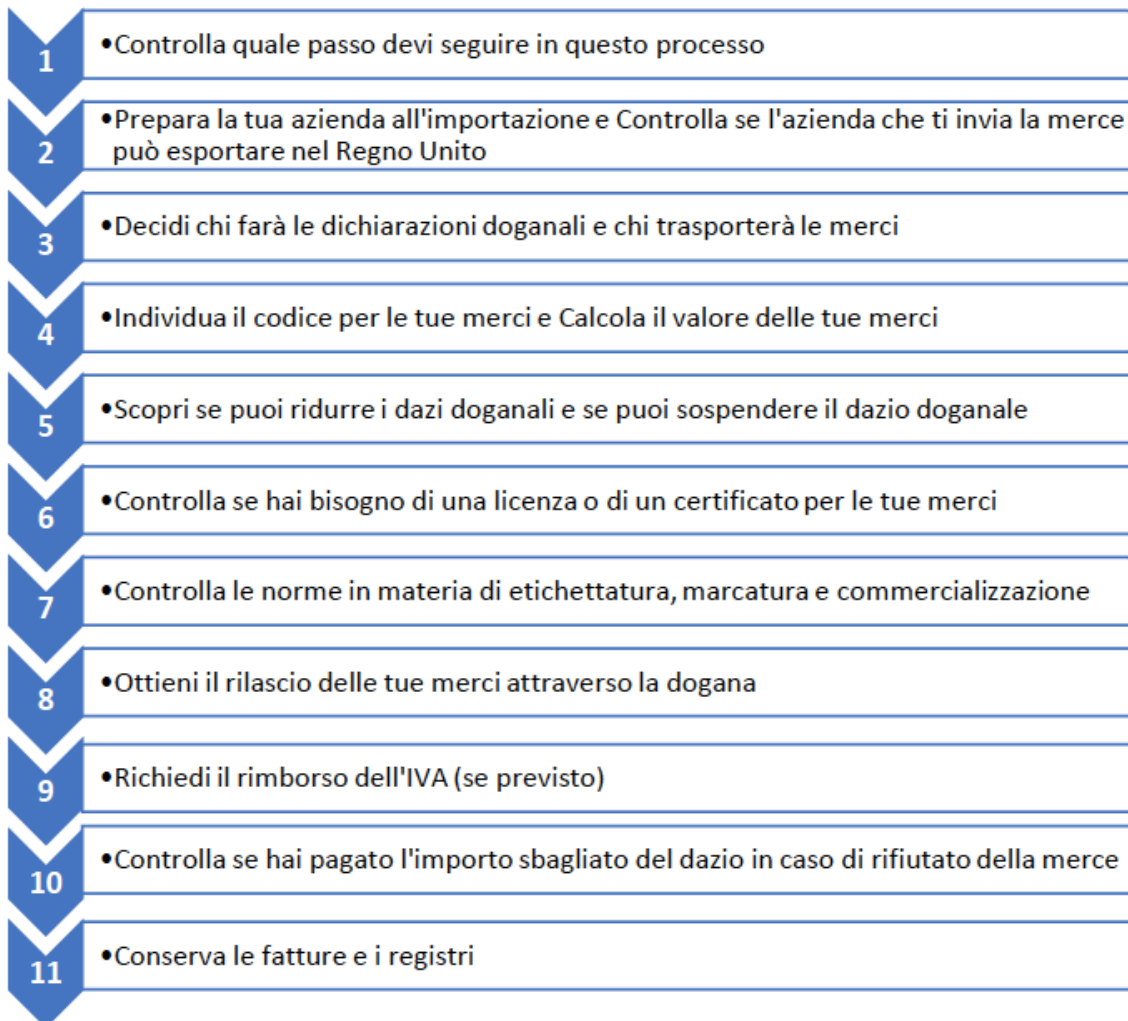 1
•Controlla quale passo devi seguire in questo processo
2
•Prepara la tua azienda all'importazione e Controlla se l'azienda che ti invia la merce
può esportare nel Regno Unito
3
•Decidi chi farà le dichiarazioni doganali e chi trasporterà le merci
4
•Individua il codice per le tue merci e Calcola il valore delle tue merci
5
•Scopri se puoi ridurre i dazi doganali e se puoi sospendere il dazio doganale
6
•Controlla se hai bisogno di una licenza o di un certificato per le tue merci
7
•Controlla le norme in materia di etichettatura, marcatura e commercializzazione
8
•Ottieni il rilascio delle tue merci attraverso la dogana
9
•Richiedi il rimborso dell'IVA (se previsto)
10
•Controlla se hai pagato l'importo sbagliato del dazio in caso di rifiutato della merce
11
•Conserva le fatture e i registri